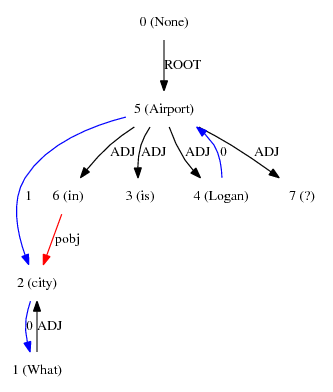 0 (None)
ROOT
5 (Airport)
ADJ ADJ ADJ 0 ADJ
1 6 (in) 3 (is) 4 (Logan) 7 (?)
pobj
2 (city)
0 ADJ
1 (What)